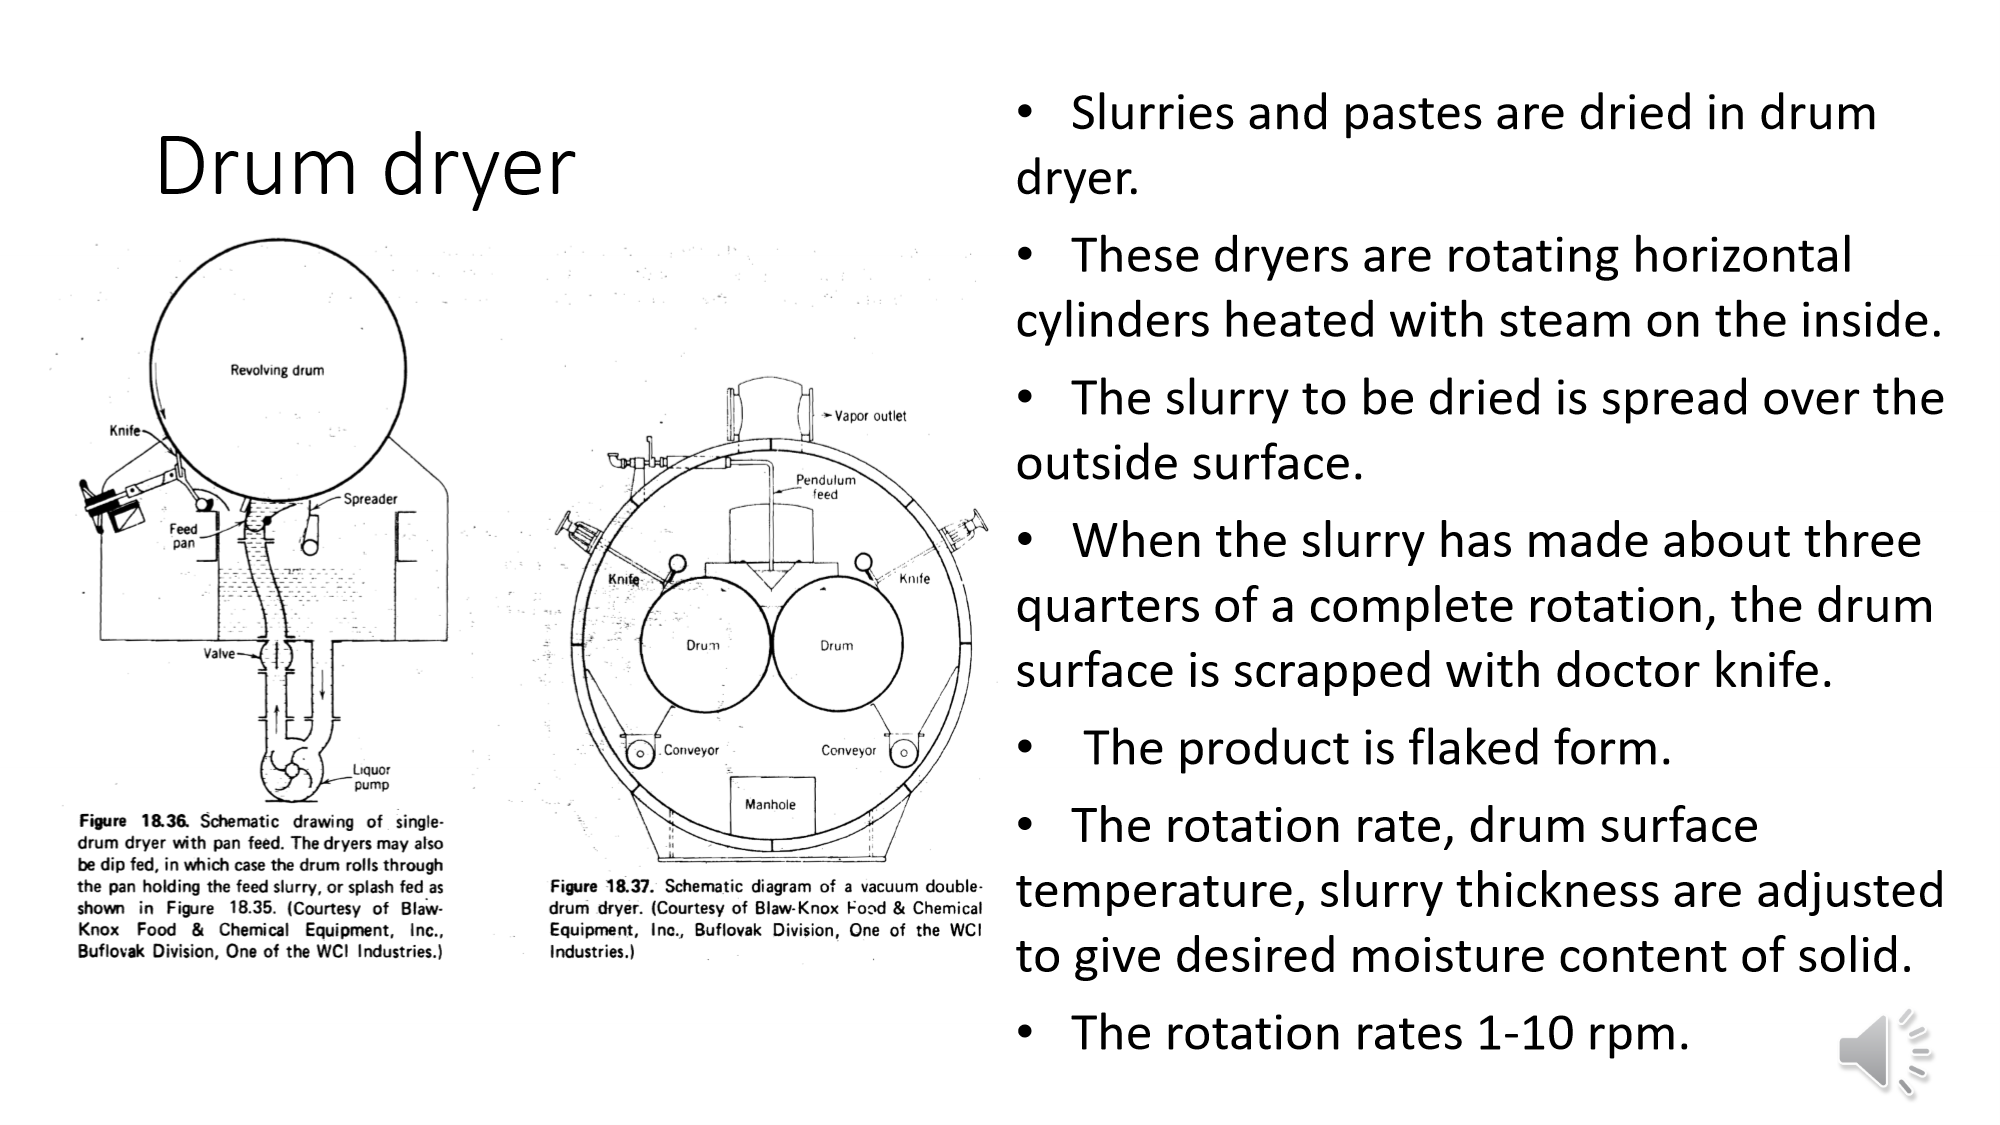 Drum dryer
Revolving drum
Knife
Spreader
Feed
pan
Valve
Liquor
pump
Figure 18.36. Schematic drawing of single-
drum dryer with pan feed. The dryers may also
be dip fed, in which case the drum rolls through
the pan holding the feed slurry, or splash fed as
shown in Figure 18.35. (Courtesy of Blaw-
Knox Food & Chemical Equipment, Inc.,
Buflovak Division, One of the WCI Industries.)
Vapor outlet
Pendulum
feed
Knife
Knife
Drum
Drum
Conveyor
Conveyor
Manhole
Figure 18.37. Schematic diagram of a vacuum double-
drum dryer. (Courtesy of Blaw-Knox Food & Chemical
Equipment, Inc., Buflovak Division, One of the WCI
Industries.)
• Slurries and pastes are dried in drum
dryer.
• These dryers are rotating horizontal
cylinders heated with steam on the inside.
• The slurry to be dried is spread over the
outside surface.
• When the slurry has made about three
quarters of a complete rotation, the drum
surface is scrapped with doctor knife.
• The product is flaked form.
• The rotation rate, drum surface
temperature, slurry thickness are adjusted
to give desired moisture content of solid.
• The rotation rates 1-10 rpm.